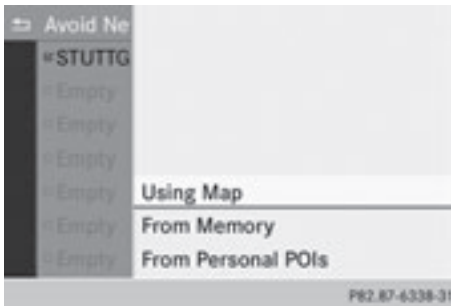 Avoid Ne
STUTTG
Empty
Empty
Empty
Empty
Using Map
Empty
From Memory
Empty
From Personal POIs
P82.87-6338-31